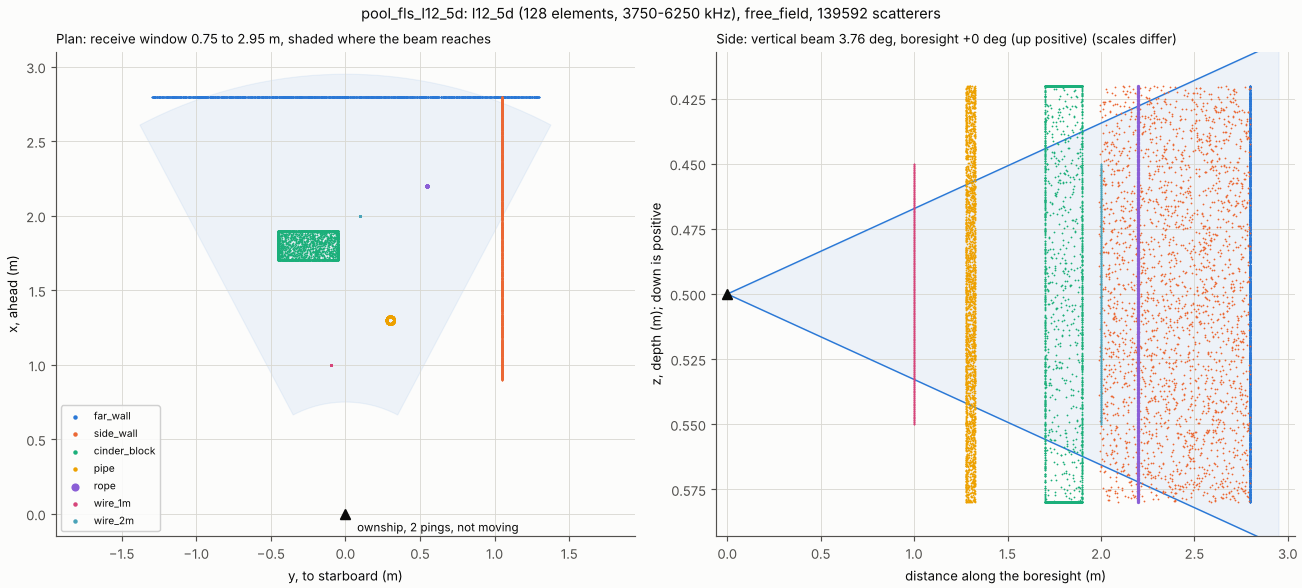 pool_fls_l12_5d: l12_5d (128 elements, 3750-6250 kHz), free_field, 139592 scatterers
Plan: receive window 0.75 to 2.95 m, shaded where the beam reaches
3.0
2.5
2.0
1.5
1.0
0.5
0.0
x, ahead (m)
far_wall
side_wall
cinder_block
pipe
rope
wire_1m
wire_2m
ownship, 2 pings, not moving
−1.5
−1.0
−0.5
0.0
0.5
1.0
1.5
y, to starboard (m)
Side: vertical beam 3.76 deg, boresight +0 deg (up positive) (scales differ)
0.425
0.450
0.475
0.500
0.525
0.550
0.575
z, depth (m); down is positive
0.0
0.5
1.0
1.5
2.0
2.5
3.0
distance along the boresight (m)